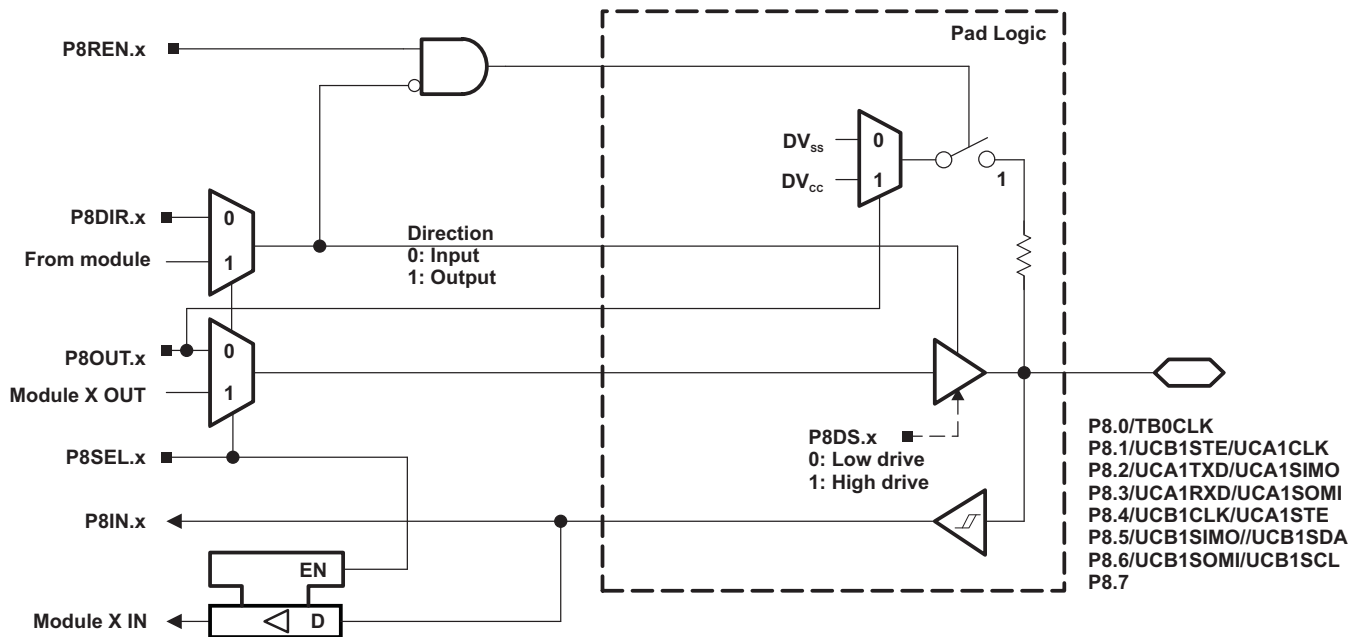 Pad Logic
P8REN.x
DVSS
0
DVCC
1
1
P8DIR.x
0
From module
1
Direction
0: Input
1: Output
P8OUT.x
0
Module X OUT
1
P8DS.x
0: Low drive
1: High drive
P8SEL.x
P8IN.x
EN
Module X IN
D
P8.0/TB0CLK
P8.1/UCB1STE/UCA1CLK
P8.2/UCA1TXD/UCA1SIMO
P8.3/UCA1RXD/UCA1SOMI
P8.4/UCB1CLK/UCA1STE
P8.5/UCB1SIMO//UCB1SDA
P8.6/UCB1SOMI/UCB1SCL
P8.7